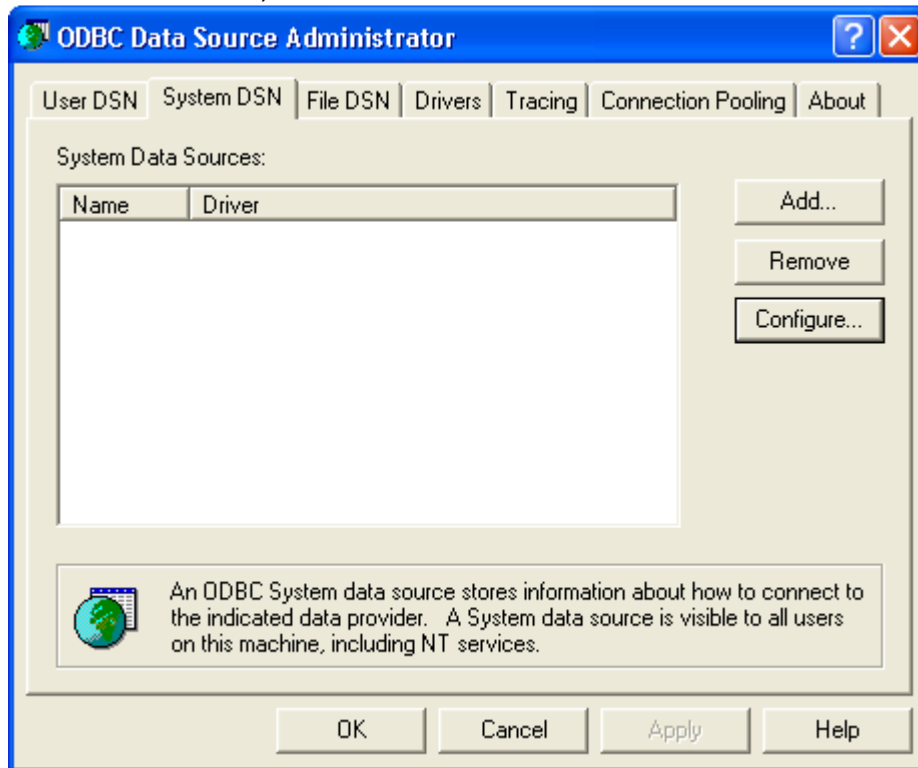 ODBC Data Source Administrator
User DSN System DSN File DSN Drivers Tracing Connection Pooling About
System Data Sources:
Name Driver
Add...
Remove
Configure...
An ODBC System data source stores information about how to connect to
the indicated data provider. A System data source is visible to all users
on this machine, including NT services.
OK Cancel Apply Help